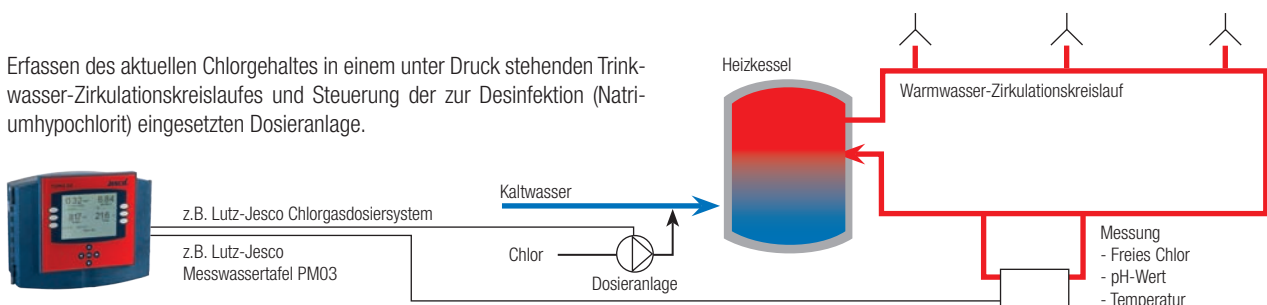 Erfassen des aktuellen Chlorgehaltes in einem unter Druck stehenden Trink-
wasser-Zirkulationskreislaufes und Steuerung der zur Desinfektion (Natri-
umhypochlorit) eingesetzten Dosieranlage.
Heizkessel
Warmwasser-Zirkulationskreislauf
Kaltwasser
z.B. Lutz-Jesco Chlorgasdosiersystem
z.B. Lutz-Jesco
Messwassertafel PM03
Chlor
Dosieranlage
Messung
- Freies Chlor
- pH-Wert
- Temperatur